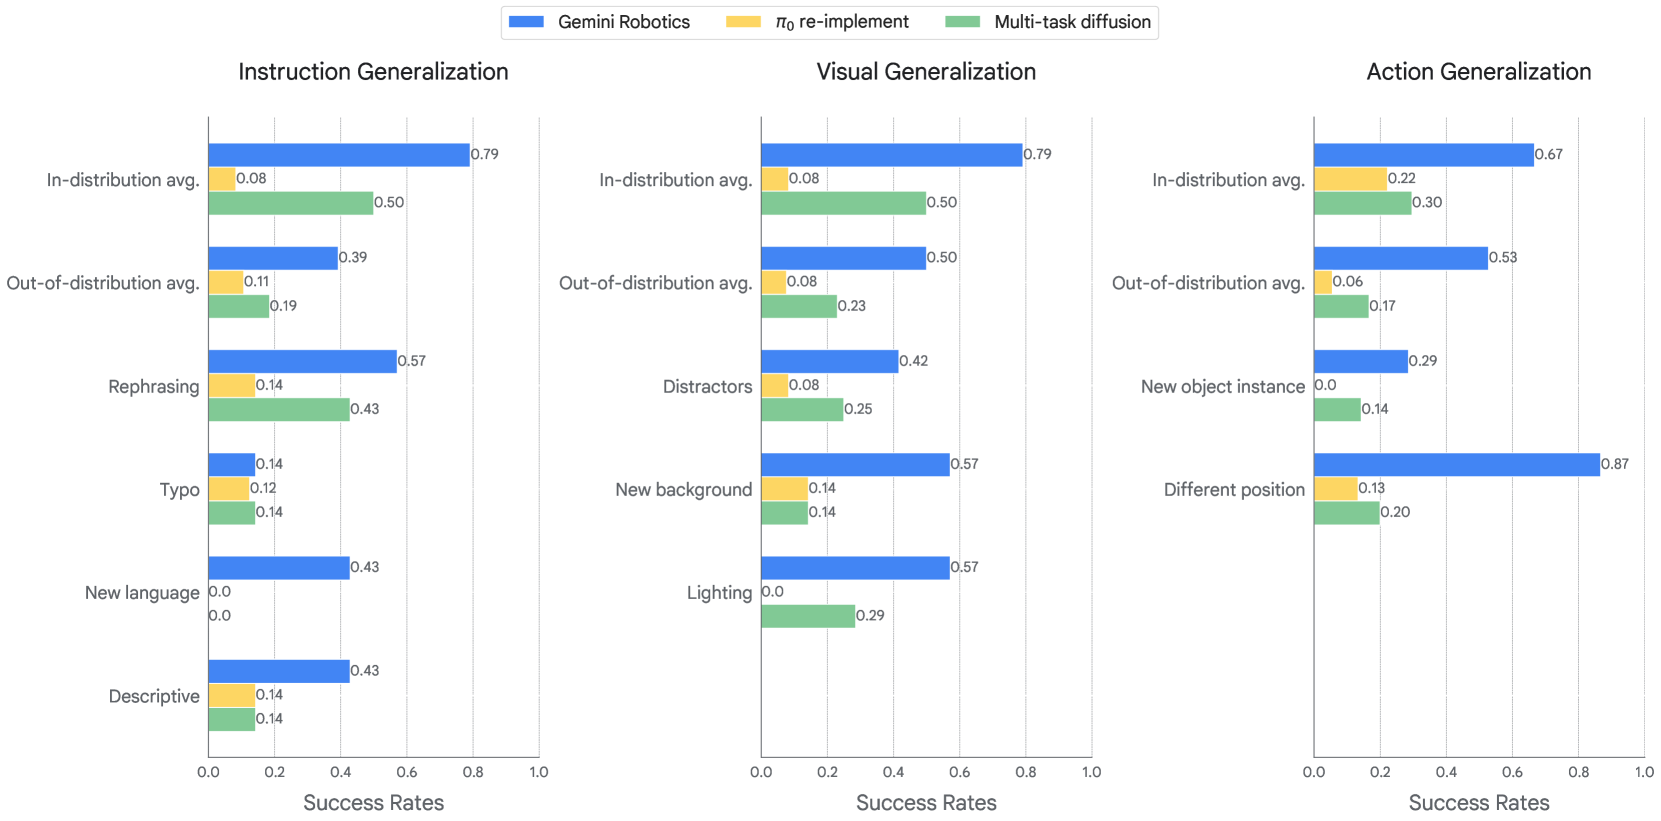 Gemini Robotics
π0 re-implement
Multi-task diffusion
Instruction Generalization
In-distribution avg.
0.79
0.08
0.50
Out-of-distribution avg.
0.39
0.11
0.19
Rephrasing
0.57
0.14
0.43
Typo
0.14
0.12
0.14
New language
0.43
0.0
0.0
Descriptive
0.43
0.14
0.14
0.0 0.2 0.4 0.6 0.8 1.0
Success Rates
Visual Generalization
In-distribution avg.
0.79
0.08
0.50
Out-of-distribution avg.
0.50
0.08
0.23
Distractors
0.42
0.08
0.25
New background
0.57
0.14
0.14
Lighting
0.57
0.0
0.29
0.0 0.2 0.4 0.6 0.8 1.0
Success Rates
Action Generalization
In-distribution avg.
0.67
0.22
0.30
Out-of-distribution avg.
0.53
0.06
0.17
New object instance
0.29
0.0
0.14
Different position
0.87
0.13
0.20
0.0 0.2 0.4 0.6 0.8 1.0
Success Rates